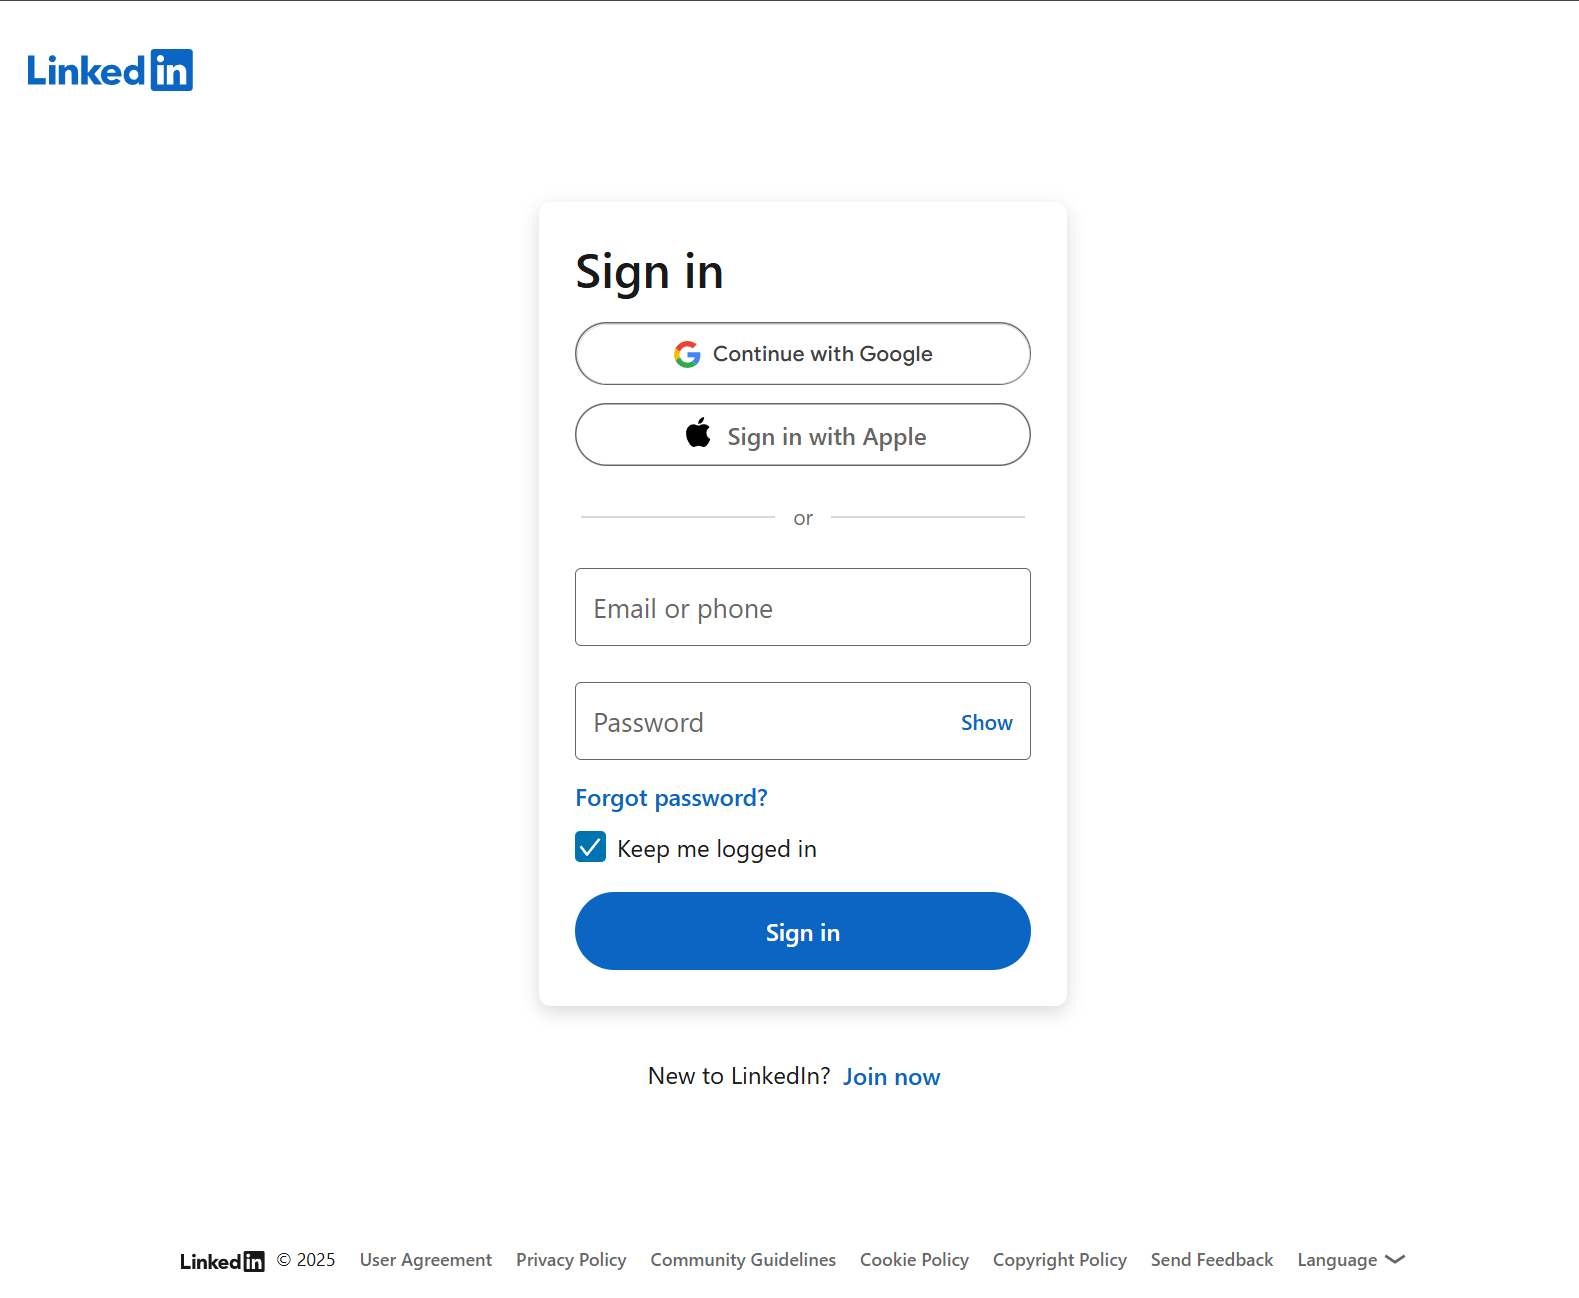 LinkedIn
Sign in
Continue with Google
Sign in with Apple
or
Email or phone
Password Show
Forgot password?
Keep me logged in
Sign in
New to LinkedIn? Join now
LinkedIn © 2025 User Agreement Privacy Policy Community Guidelines Cookie Policy Copyright Policy Send Feedback Language